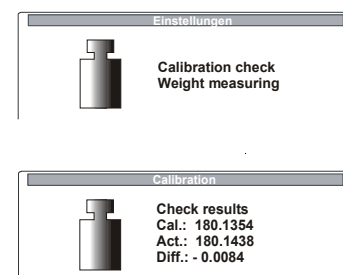 Einstellungen
Calibration check
Weight measuring
Calibration
Check results
Cal.: 180.1354
Act.: 180.1438
Diff.: - 0.0084